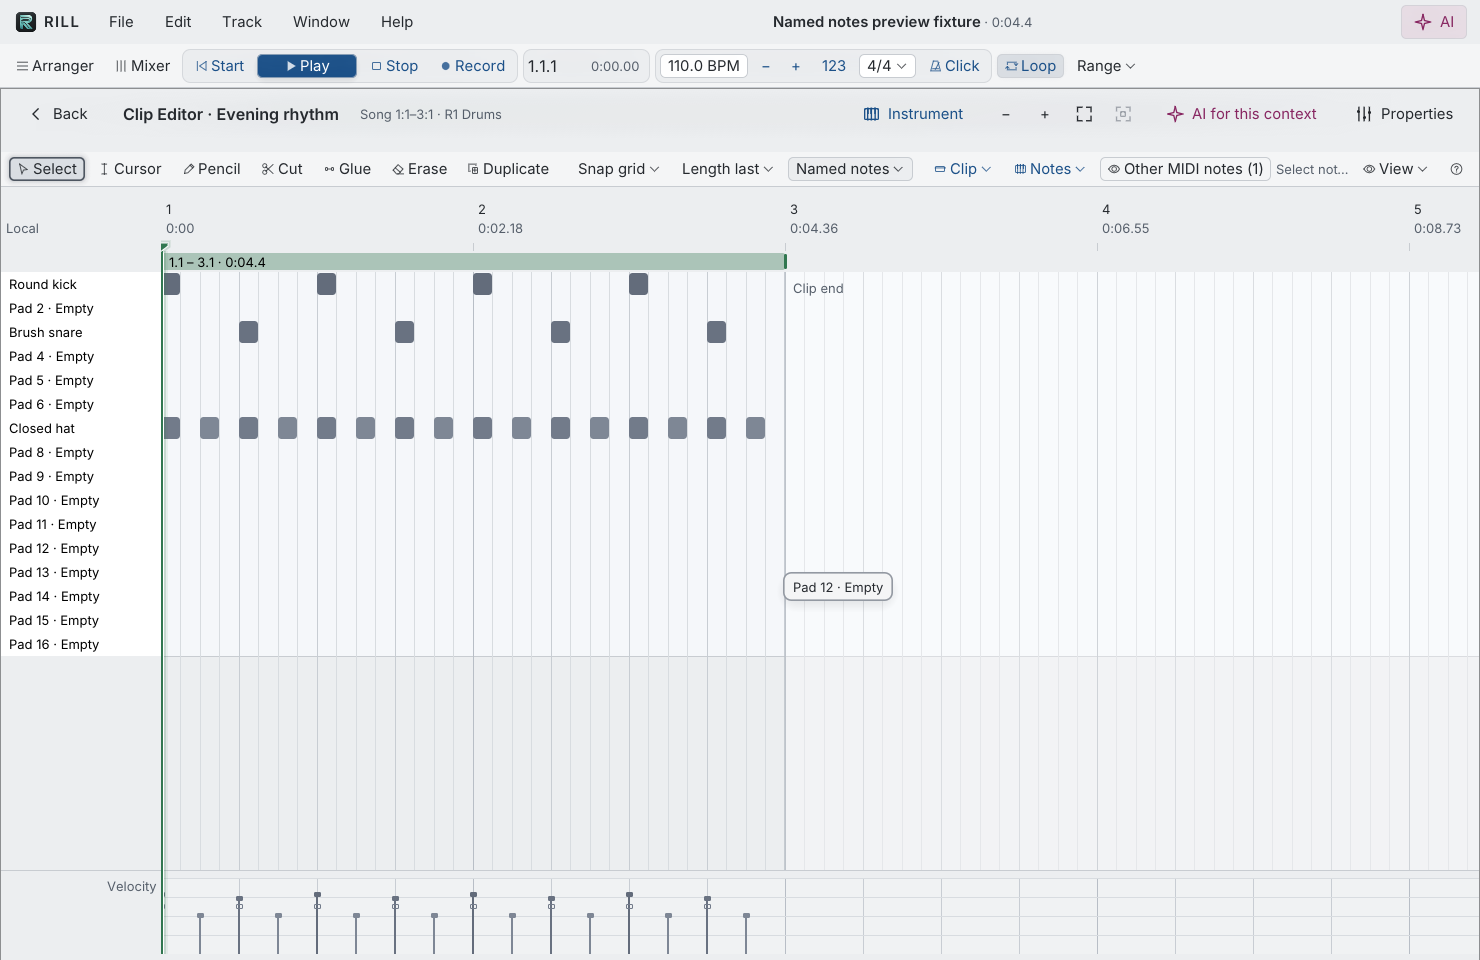 RILL File Edit Track Window Help Named notes preview fixture · 0:04.4 AI
Arranger Mixer Start Play Stop Record 1.1.1 0:00.00 110.0 BPM − + 123 4/4 Click Loop Range
Back Clip Editor · Evening rhythm Song 1:1–3:1 · R1 Drums Instrument − + AI for this context Properties
Select Cursor Pencil Cut Glue Erase Duplicate Snap grid Length last Named notes Clip Notes Other MIDI notes (1) Select not... View
1 2 3 4 5
Local 0:00 0:02.18 0:04.36 0:06.55 0:08.73
1.1 – 3.1 · 0:04.4
Round kick
Clip end
Pad 2 · Empty
Brush snare
Pad 4 · Empty
Pad 5 · Empty
Pad 6 · Empty
Closed hat
Pad 8 · Empty
Pad 9 · Empty
Pad 10 · Empty
Pad 11 · Empty
Pad 12 · Empty
Pad 13 · Empty
Pad 12 · Empty
Pad 14 · Empty
Pad 15 · Empty
Pad 16 · Empty
Velocity